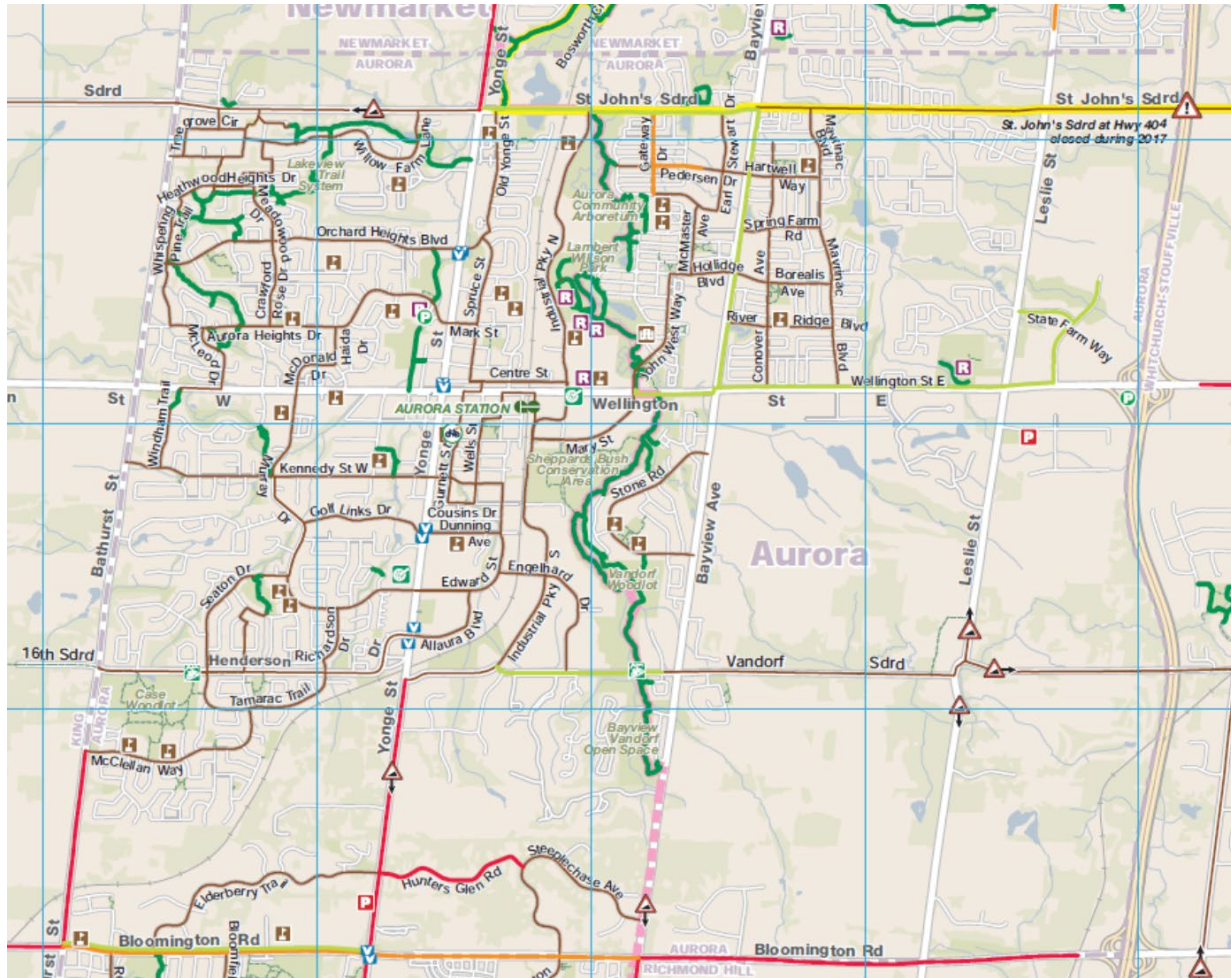 Newmarket
NEWMARKET
AURORA
NEWMARKET
AURORA
Yonge St
Bayview
R
Sdrd
St John's Sdrd
St John's Sdrd
St. John's Sdrd at Hwy 404
closed during 2017
Tree
grove Cir
Willow Farm Lane
Old Yonge St
Gateway Dr
Stewart Dr
Mavrinac Blvd
Leslie St
Lakeview
Trail
System
Heathwood Heights Dr
Pedersen Dr
Hartwell
Way
Earl
Aurora
Community
Arboretum
Whispering
Pine Trail
Orchard Heights Blvd
Spruce St
Industrial Pky N
Lambert
Wilson
Park
McMaster Ave
Spring Farm
Rd
Hollidge
Blvd
Borealis
Ave
Mavrinac
Crawford
Rose Dr
WHITCHURCH-STOUFFVILLE
AURORA
R
R
R
R
P
Mark St
Aurora Heights Dr
McLeod Dr
McDonald
Dr
Haida
Dr
St
River
Ridge
Blvd
Conover
Ave
Blvd
State Farm Way
John West Way
R
Centre St
R
Wellington St E
St
W
Wellington
St
E
P
Windham Trail
AURORA STATION
P
Mary St
Sheppards Bush
Conservation
Area
Stone Rd
Kennedy St W
Murray
Dr
Yonge
Gurnett St
Wells St
Golf Links Dr
Cousins Dr
Dunning
Ave
Bathurst St
Bayview Ave
Aurora
Leslie St
Seaton Dr
Edward St
Engelhard
Dr
Industrial Pky S
Vandorf
Woodlot
Richardson
Dr
Dr
Allaura Blvd
16th Sdrd
Henderson
Vandorf
Sdrd
Tamarac Trail
Case
Woodlot
KING
AURORA
Yonge St
Bayview
Vandorf
Open Space
McClellan Way
Steeplechase Ave
Hunters Glen Rd
Elderberry Trail
P
St
Bloomington Rd
AURORA
RICHMOND HILL
Bloomington Rd